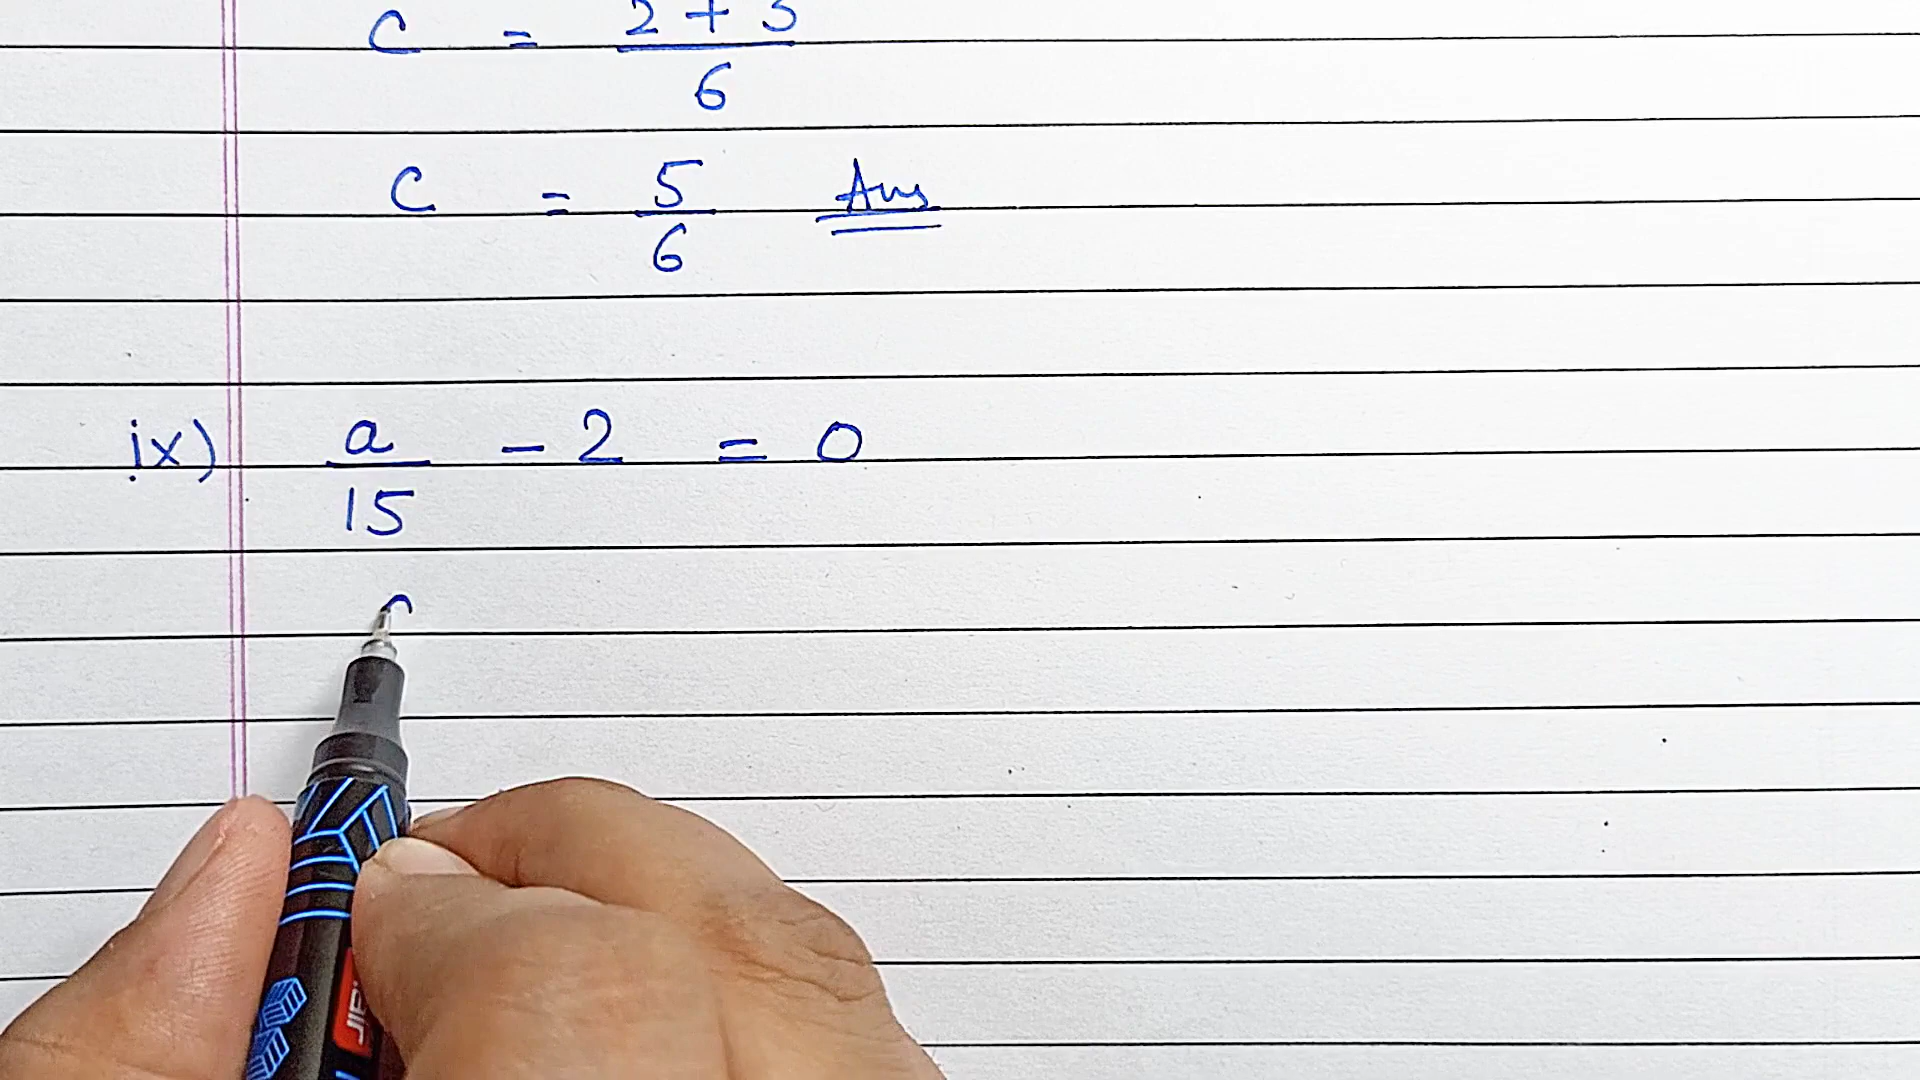 C = 2 + 3
6
C = 5 Ans
6
ix) a - 2 = 0
15